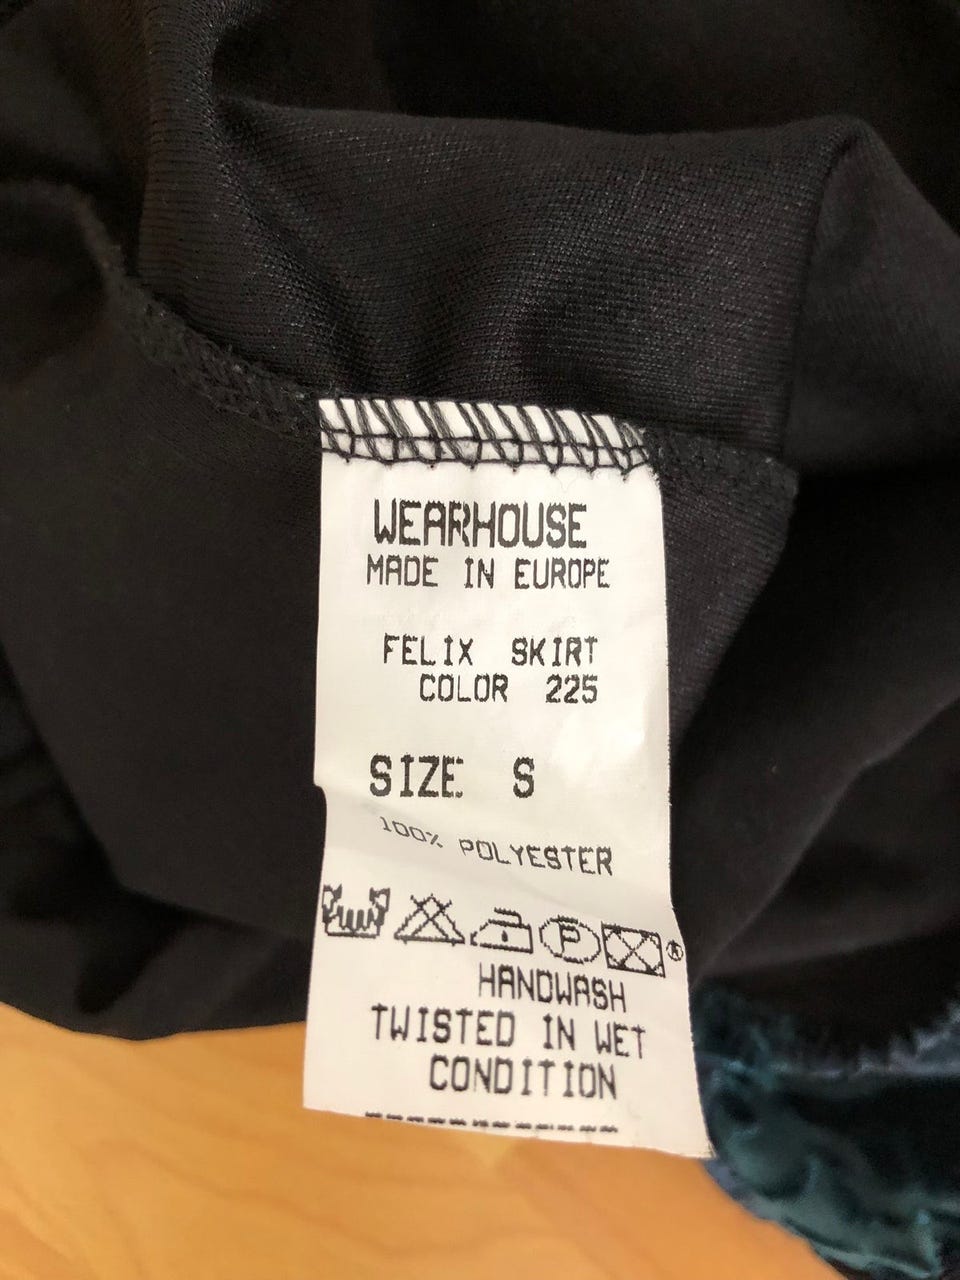 WEARHOUSE
MADE IN EUROPE
FELIX SKIRT
COLOR 225
SIZE S
100% POLYESTER
P ®
HANDWASH
TWISTED IN WET
CONDITION